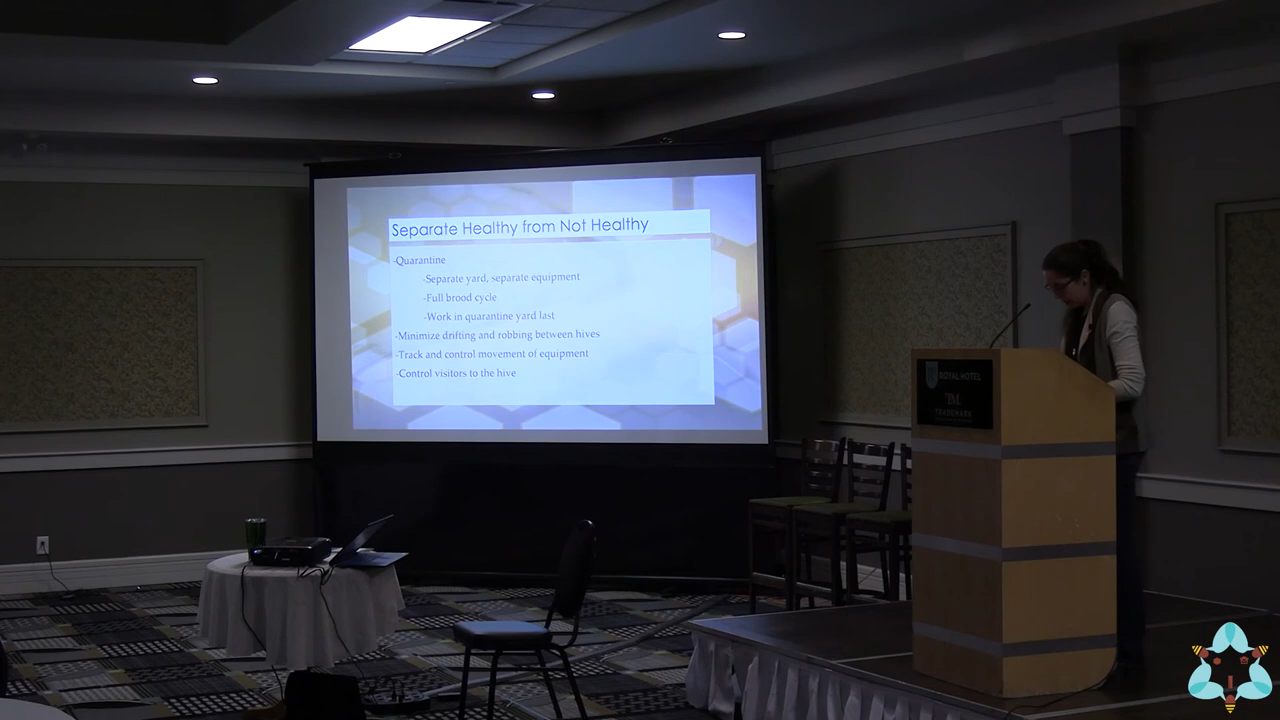 Separate Healthy from Not Healthy
-Quarantine
-Separate yard, separate equipment
-Full brood cycle
-Work in quarantine yard last
-Minimize drifting and robbing between hives
-Track and control movement of equipment
-Control visitors to the hive
ROYAL HOTEL
TM
TRADEMARK